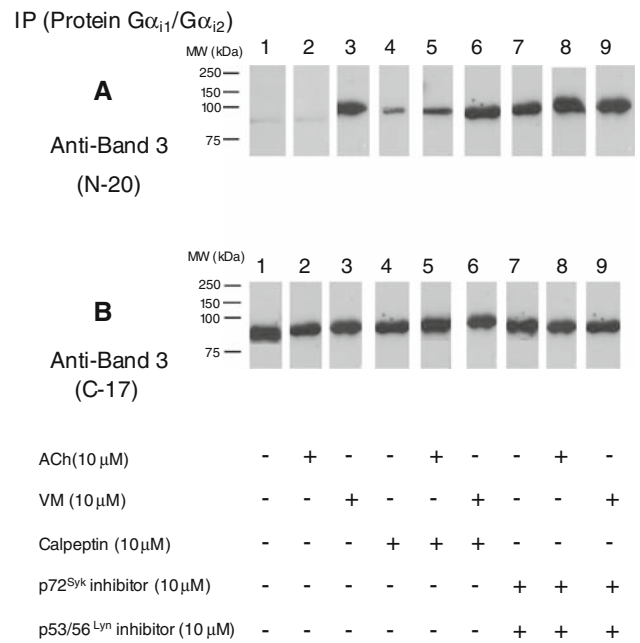 IP (Protein Gαi1/Gαi2)
MW (kDa) 1 2 3 4 5 6 7 8 9
250
150
100
75
A
Anti-Band 3
(N-20)
MW (kDa) 1 2 3 4 5 6 7 8 9
250
150
100
75
B
Anti-Band 3
(C-17)
ACh(10 μM) - + - - + - - + -
VM (10 μM) - - + - - + - - +
Calpeptin (10μM) - - - + + + - - -
p72Syk inhibitor (10 μM) - - - - - - + + +
p53/56 Lyn inhibitor (10 μM) - - - - - - + + +